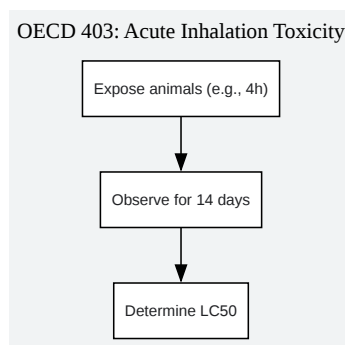 OECD 403: Acute Inhalation Toxicity
Expose animals (e.g., 4h)
Observe for 14 days
Determine LC50